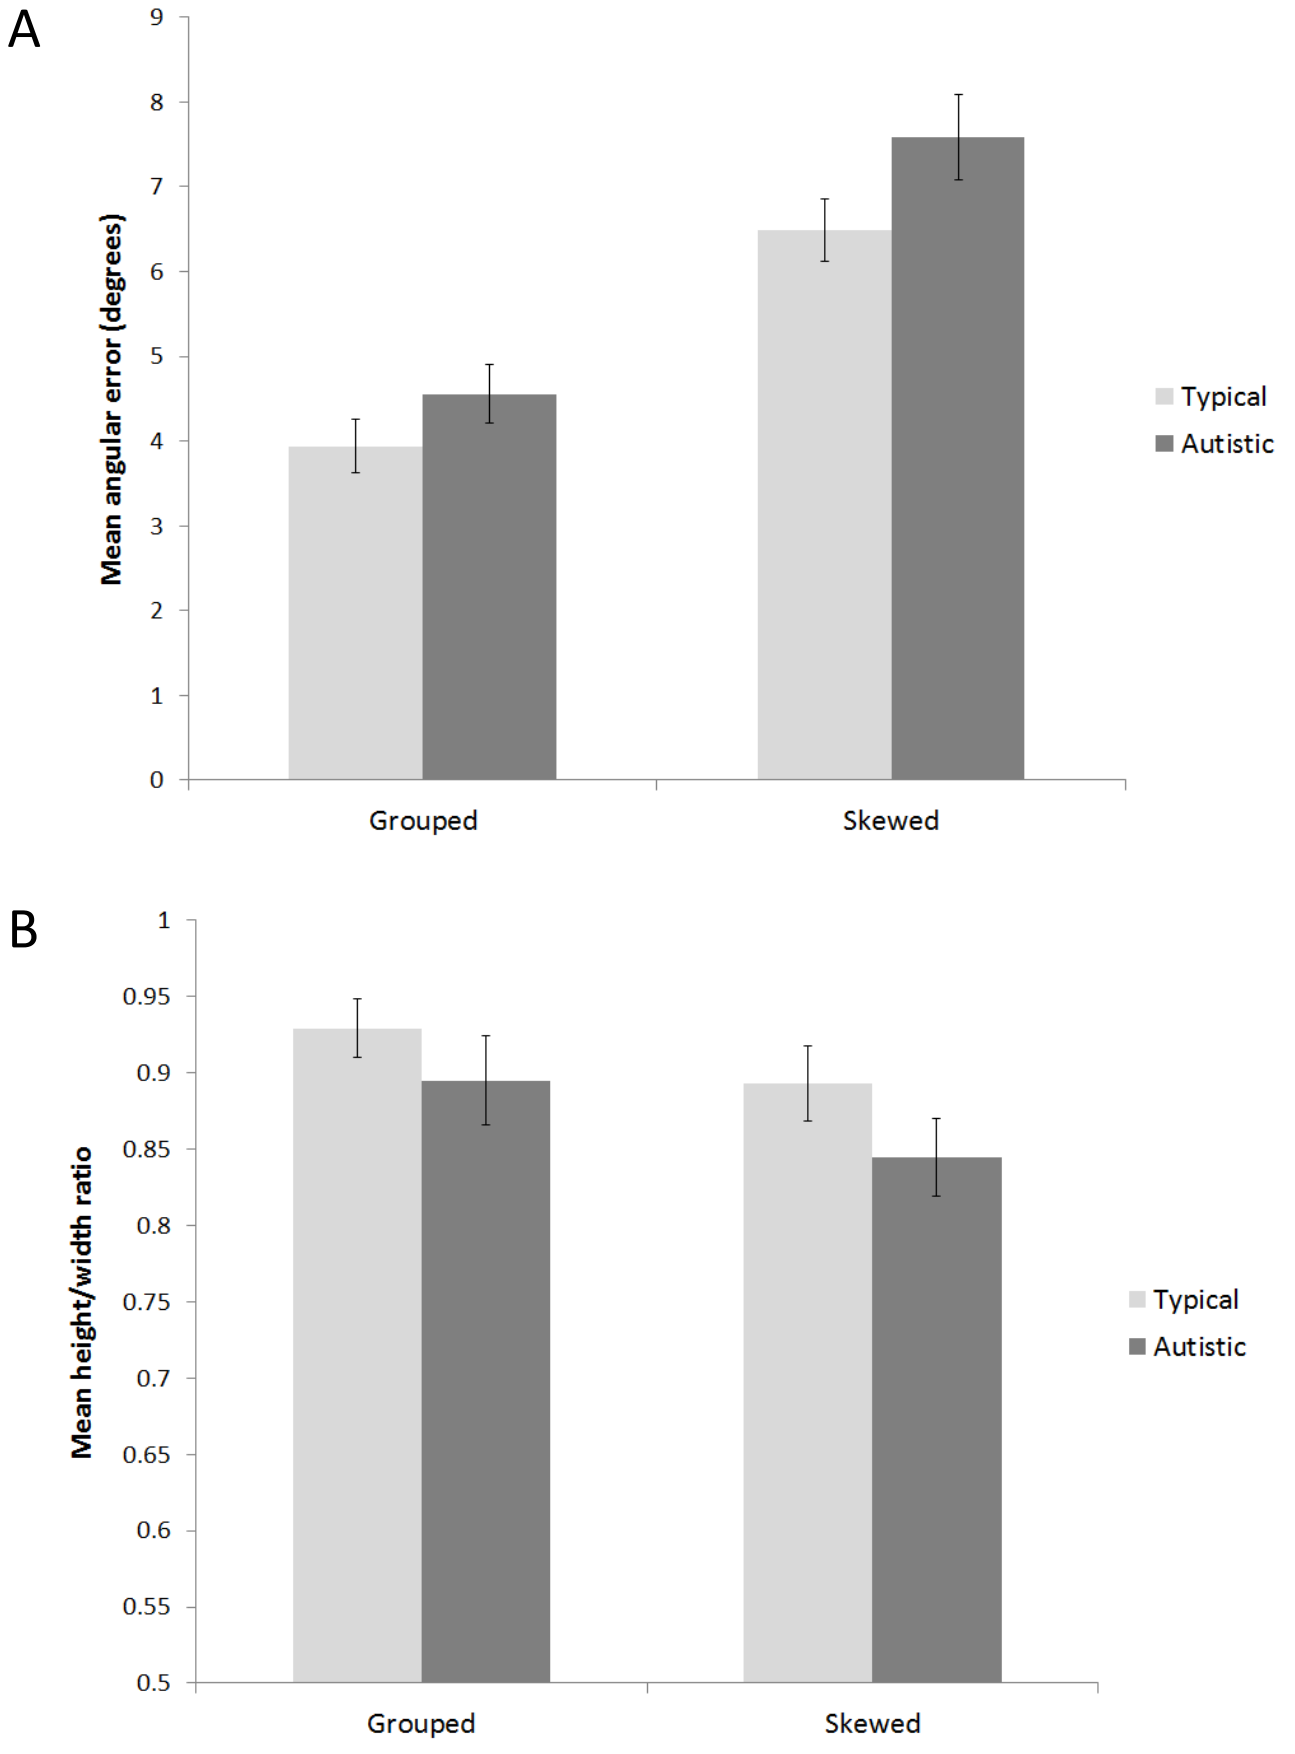 A
9
8
7
6
5
4
3
2
1
0
Mean angular error (degrees)
Grouped
Skewed
Typical
Autistic
B
1
0.95
0.9
0.85
0.8
0.75
0.7
0.65
0.6
0.55
0.5
Mean height/width ratio
Grouped
Skewed
Typical
Autistic